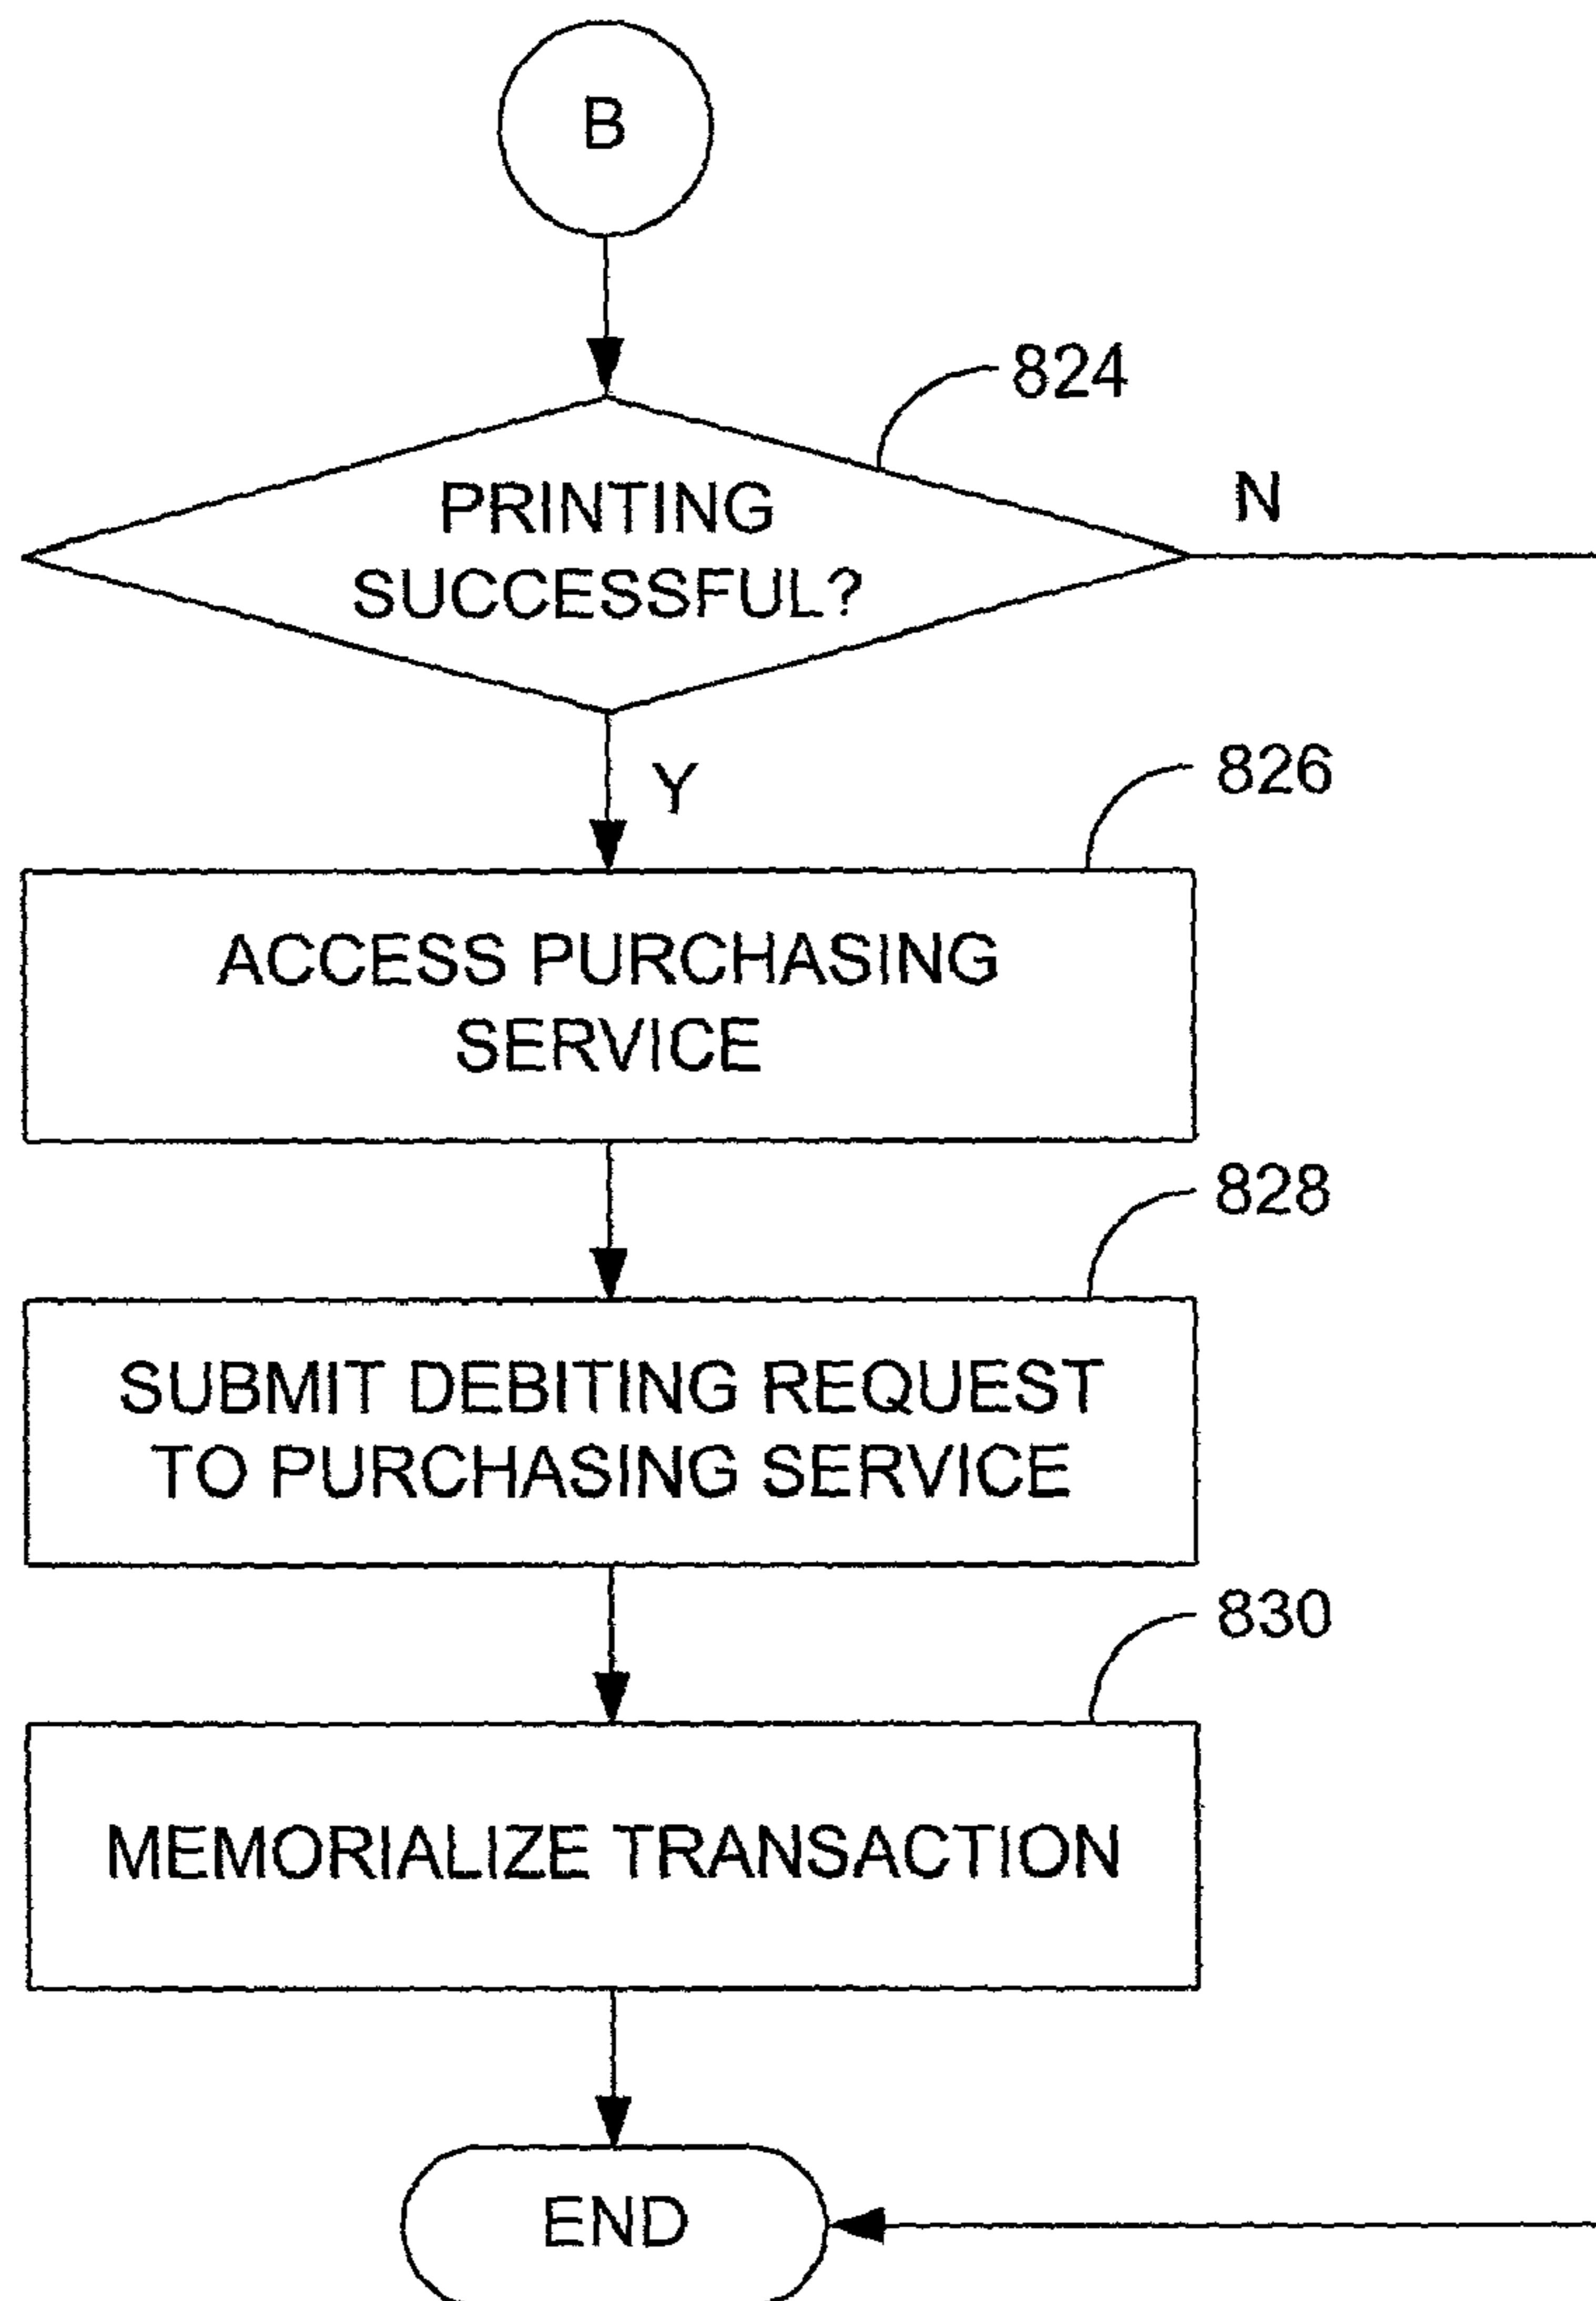 B
824
PRINTING
SUCCESSFUL?
N
Y
826
ACCESS PURCHASING
SERVICE
828
SUBMIT DEBITING REQUEST
TO PURCHASING SERVICE
830
MEMORIALIZE TRANSACTION
END